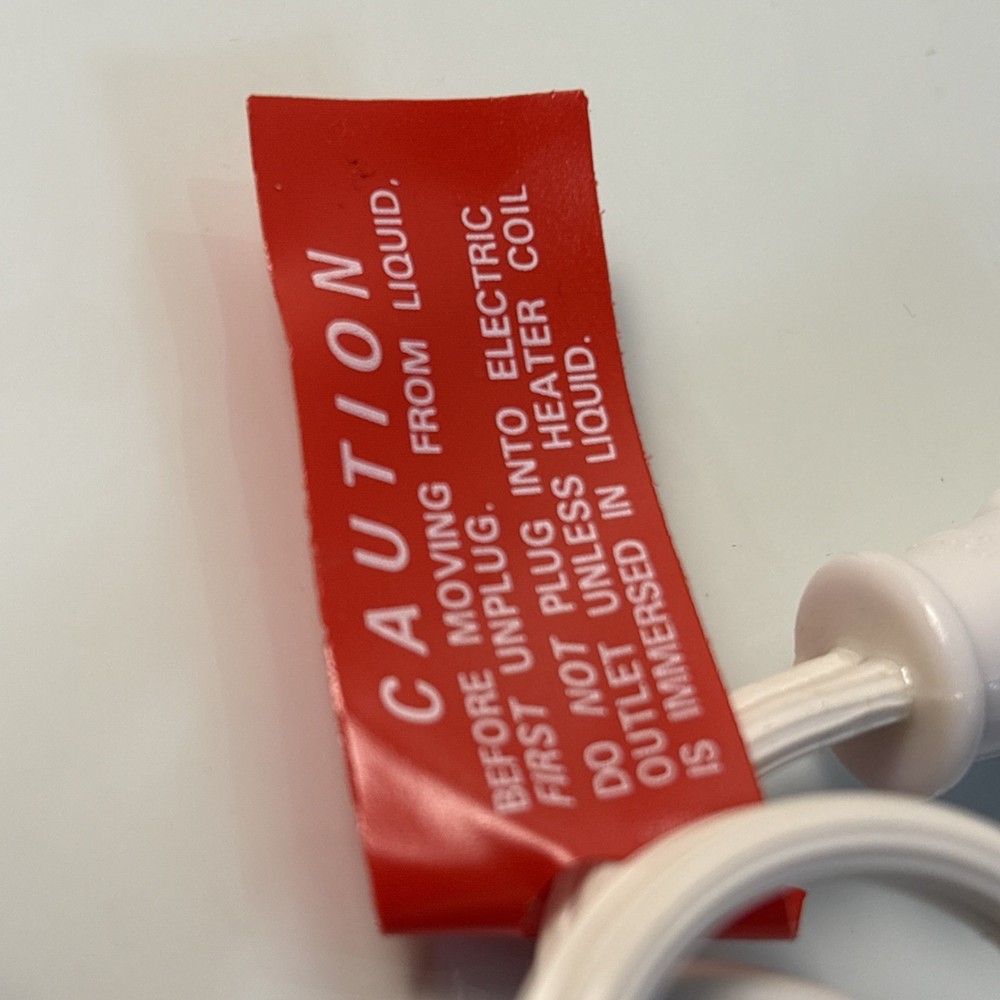 CAUTION
BEFORE MOVING FROM LIQUID,
FIRST UNPLUG.
DO NOT PLUG INTO ELECTRIC
OUTLET UNLESS HEATER COIL
IS IMMERSED IN LIQUID.